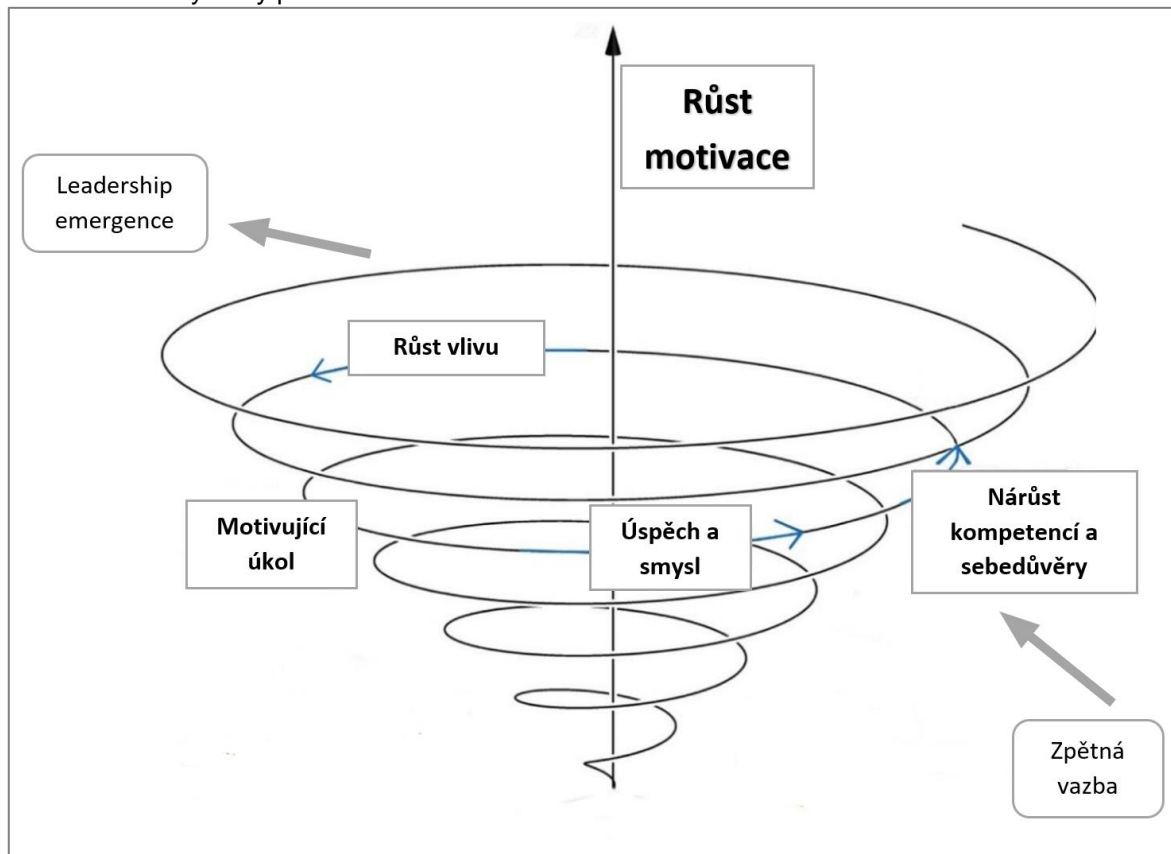 Růst
motivace
Leadership
emergence
Růst vlivu
Motivující
úkol
Úspěch a
smysl
Nárůst
kompetencí a
sebedůvěry
Zpětná
vazba